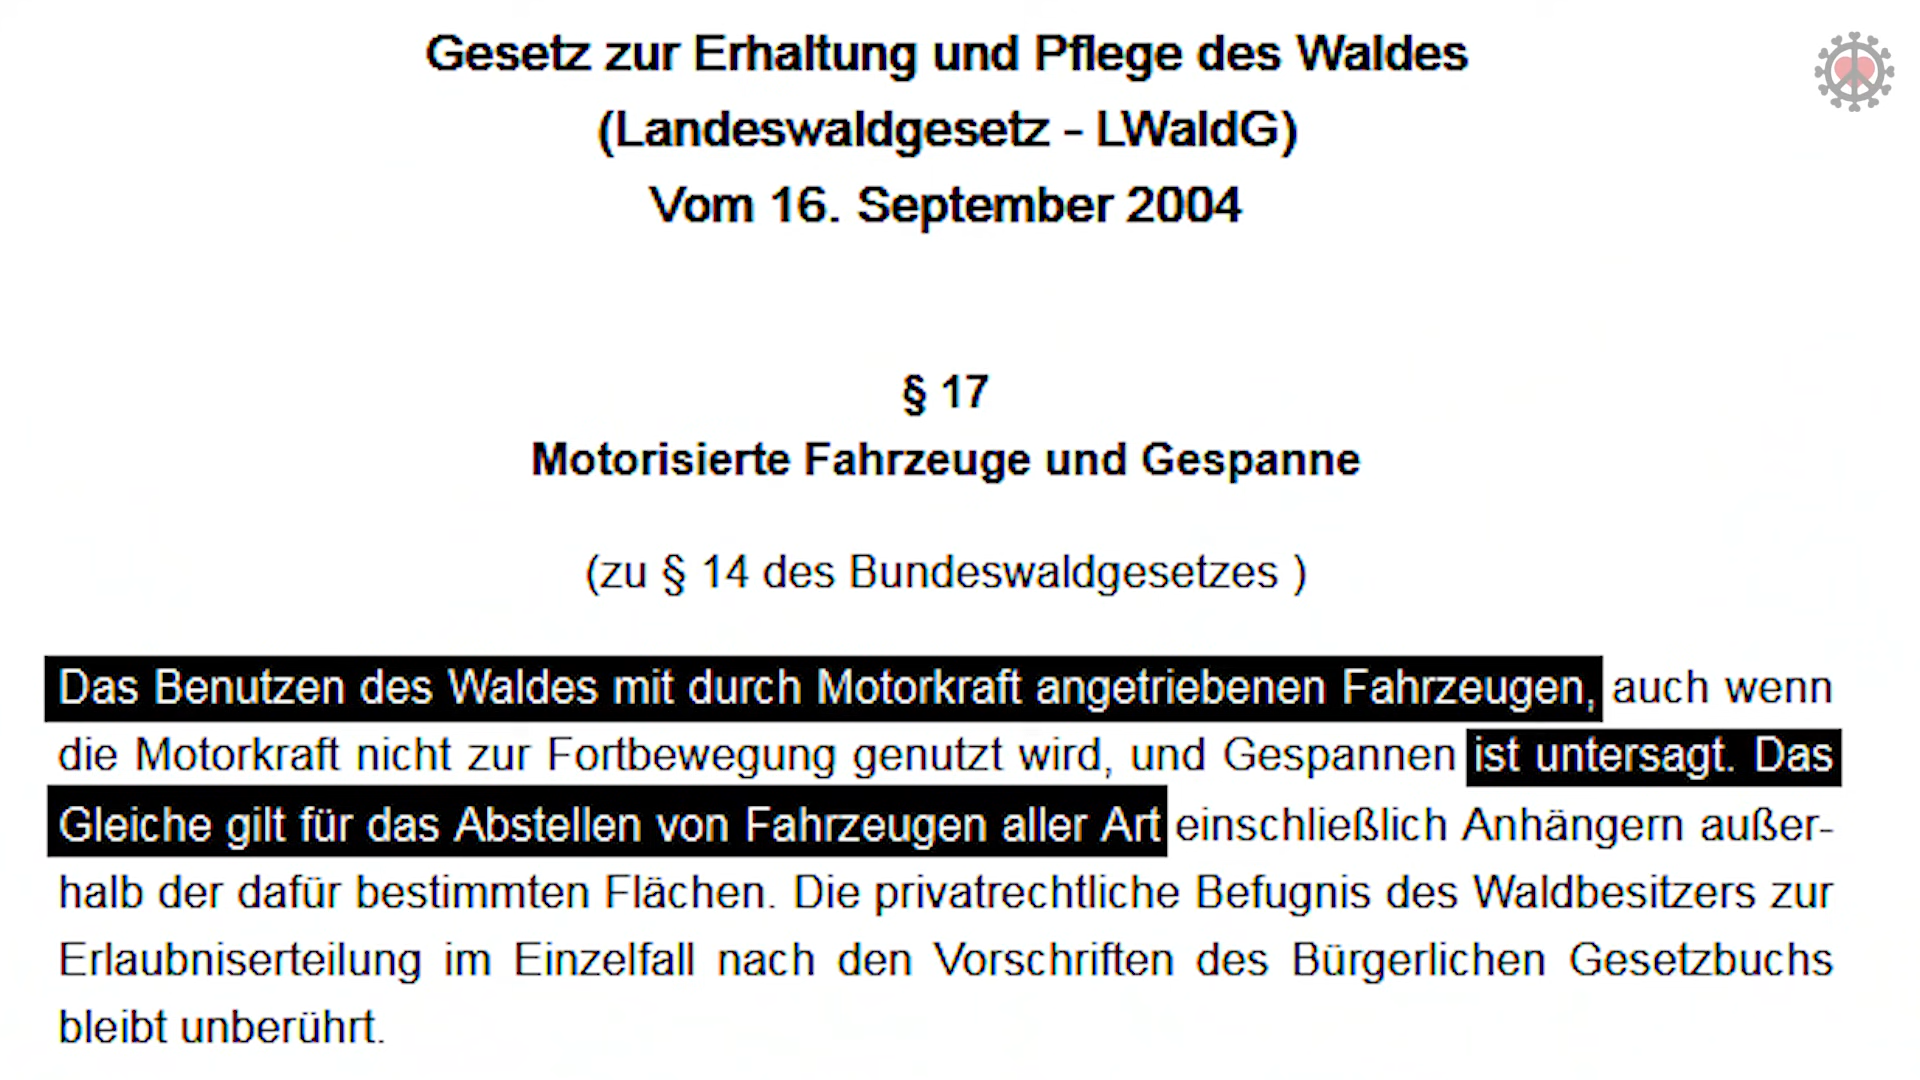 Gesetz zur Erhaltung und Pflege des Waldes
(Landeswaldgesetz - LWaldG)
Vom 16. September 2004
§ 17
Motorisierte Fahrzeuge und Gespanne
(zu § 14 des Bundeswaldgesetzes )
Das Benutzen des Waldes mit durch Motorkraft angetriebenen Fahrzeugen, auch wenn
die Motorkraft nicht zur Fortbewegung genutzt wird, und Gespannen ist untersagt. Das
Gleiche gilt für das Abstellen von Fahrzeugen aller Art einschließlich Anhängern außer-
halb der dafür bestimmten Flächen. Die privatrechtliche Befugnis des Waldbesitzers zur
Erlaubniserteilung im Einzelfall nach den Vorschriften des Bürgerlichen Gesetzbuchs
bleibt unberührt.